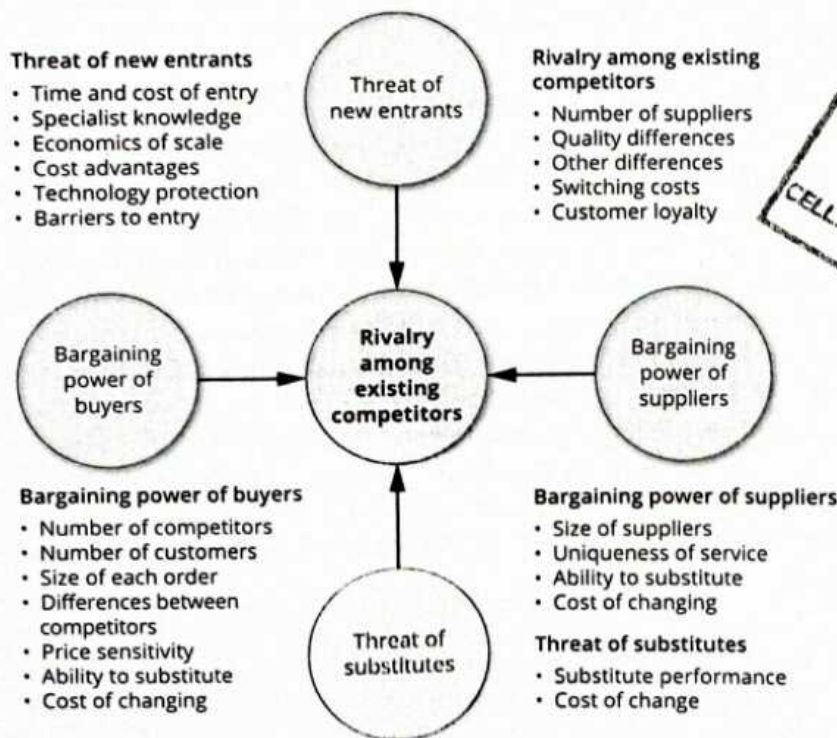 Threat of new entrants
• Time and cost of entry
• Specialist knowledge
• Economics of scale
• Cost advantages
• Technology protection
• Barriers to entry
Threat of
new entrants
Rivalry among existing
competitors
• Number of suppliers
• Quality differences
• Other differences
• Switching costs
• Customer loyalty
CELL
Bargaining
power of
buyers
Rivalry
among
existing
competitors
Bargaining
power of
suppliers
Bargaining power of buyers
• Number of competitors
• Number of customers
• Size of each order
• Differences between
competitors
• Price sensitivity
• Ability to substitute
• Cost of changing
Threat of
substitutes
Bargaining power of suppliers
• Size of suppliers
• Uniqueness of service
• Ability to substitute
• Cost of changing
Threat of substitutes
• Substitute performance
• Cost of change